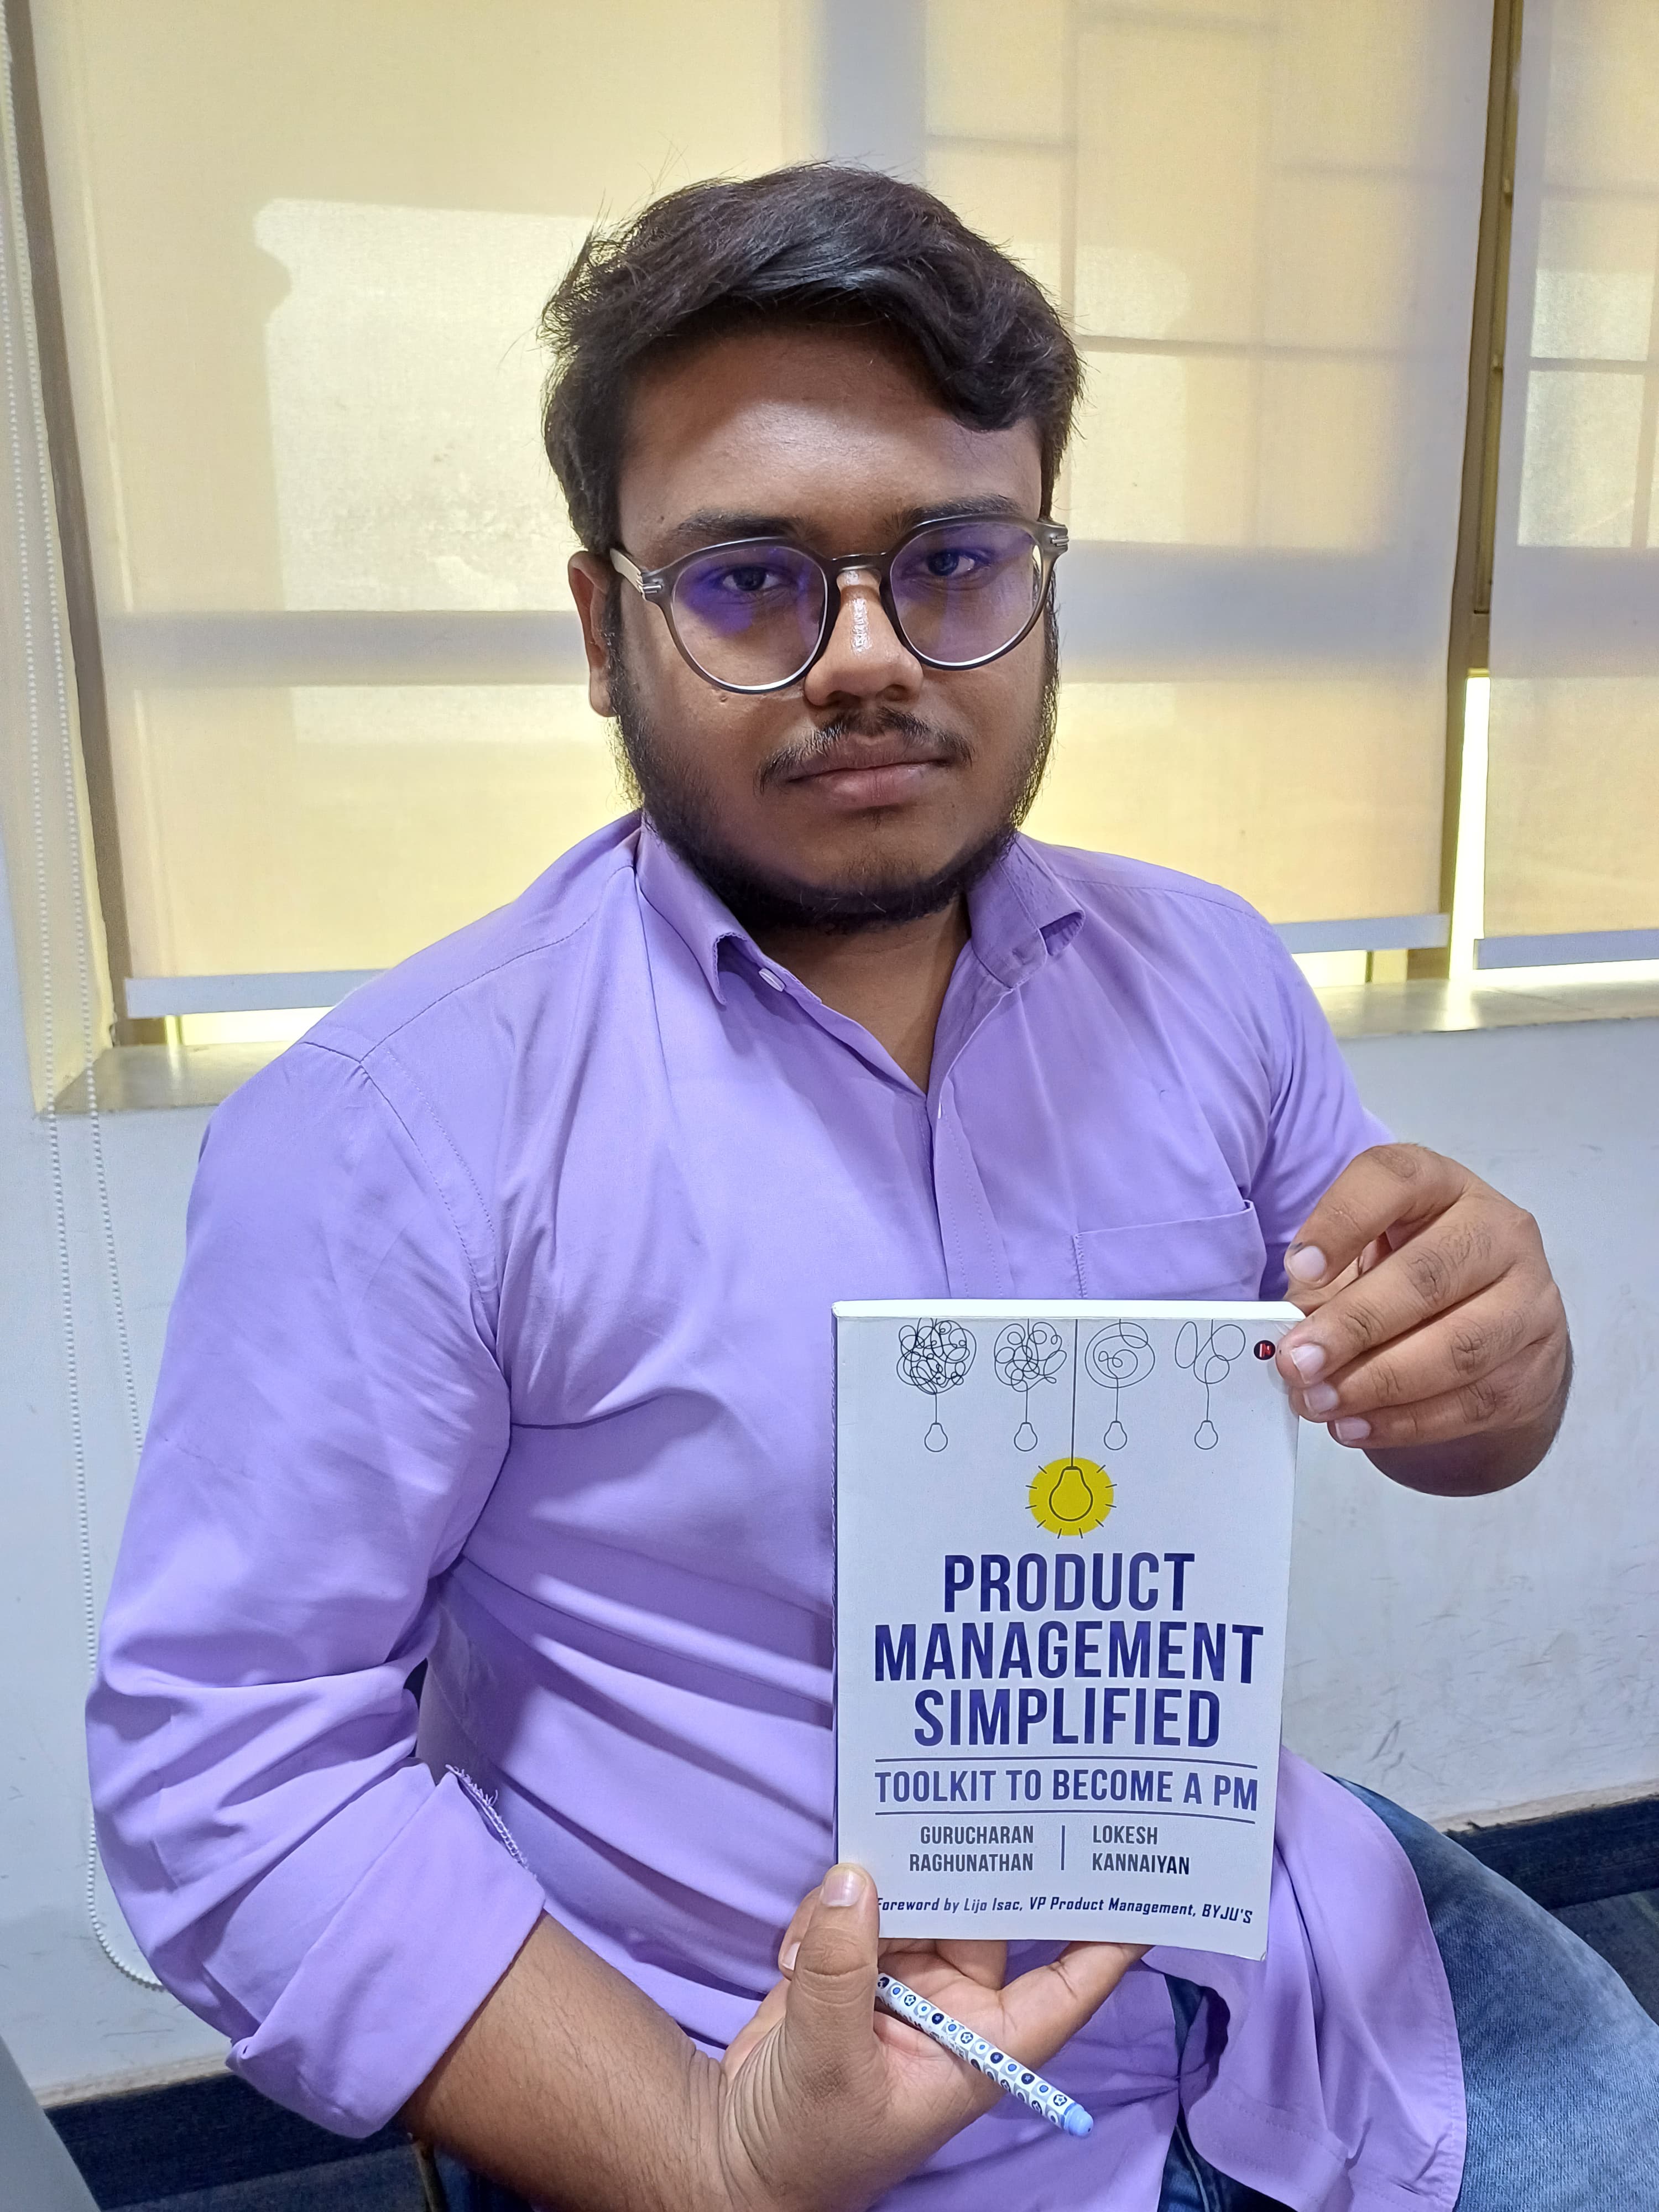 PRODUCT
MANAGEMENT
SIMPLIFIED
TOOLKIT TO BECOME A PM
GURUCHARAN
RAGHUNATHAN
LOKESH
KANNAIYAN
Foreword by Lijo Isac, VP Product Management, BYJU'S